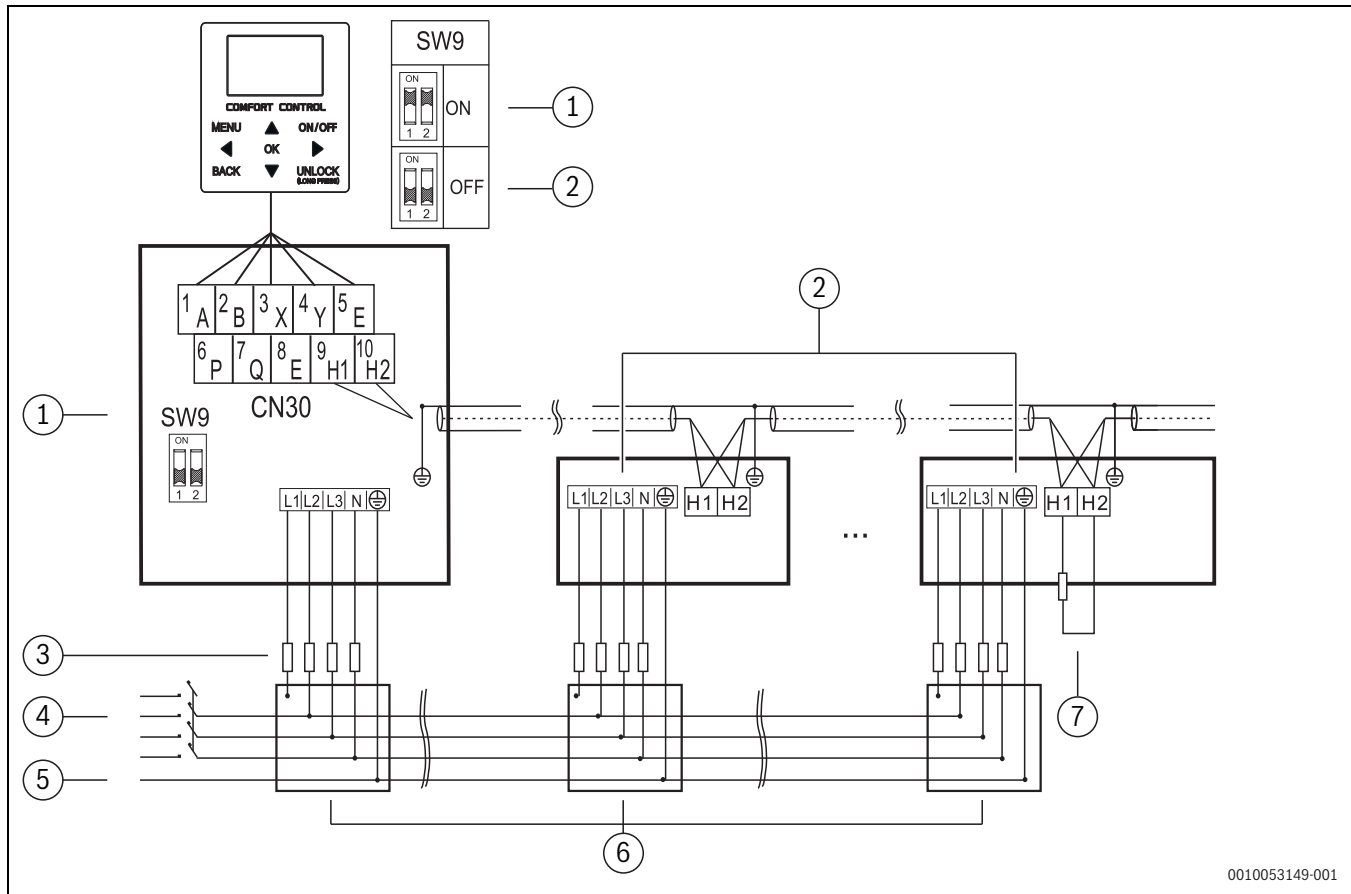 SW9
ON
1 2
ON
1
ON
1 2
OFF
2
COMFORT CONTROL
MENU ON/OFF
OK
BACK UNLOCK
(LONG PRESS)
2
1 A 2 B 3 X 4 Y 5 E
6 P 7 Q 8 E 9 H1 10 H2
CN30
1
SW9
ON
1 2
L1 L2 L3 N
L1 L2 L3 N
H1 H2
...
L1 L2 L3 N
H1 H2
3
4
5
7
6
0010053149-001